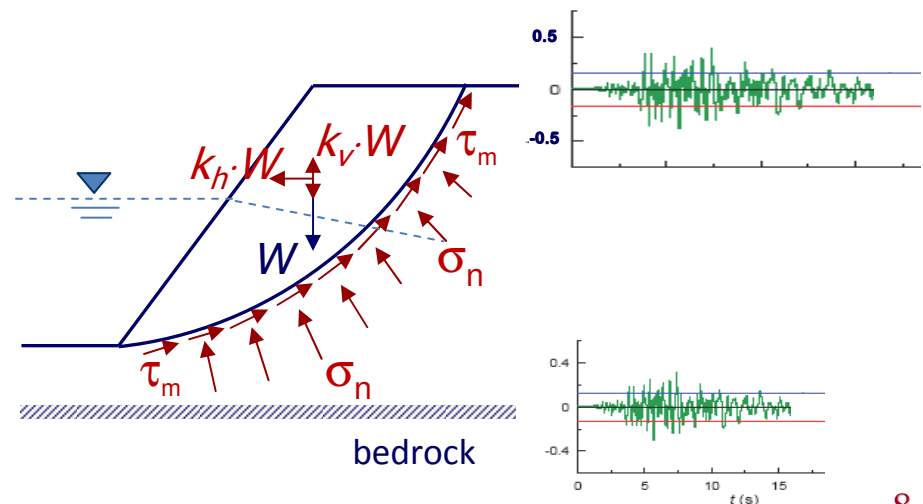 k_h·W
k_v·W
τ_m
W
σ_n
τ_m
σ_n
bedrock
0.5
0
-0.5
0.4
0
-0.4
0 5 10 15
t (s)
8